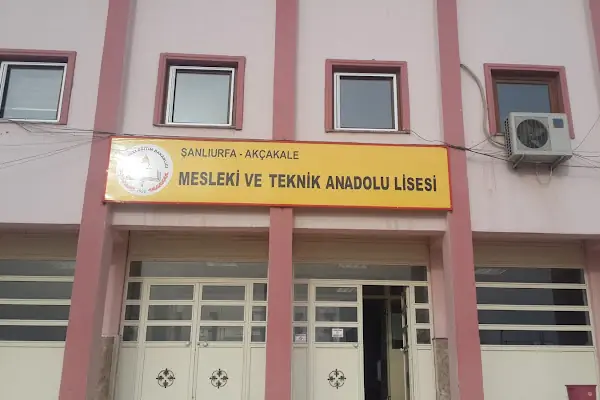 ŞANLIURFA - AKÇAKALE
MESLEKİ VE TEKNİK ANADOLU LİSESİ